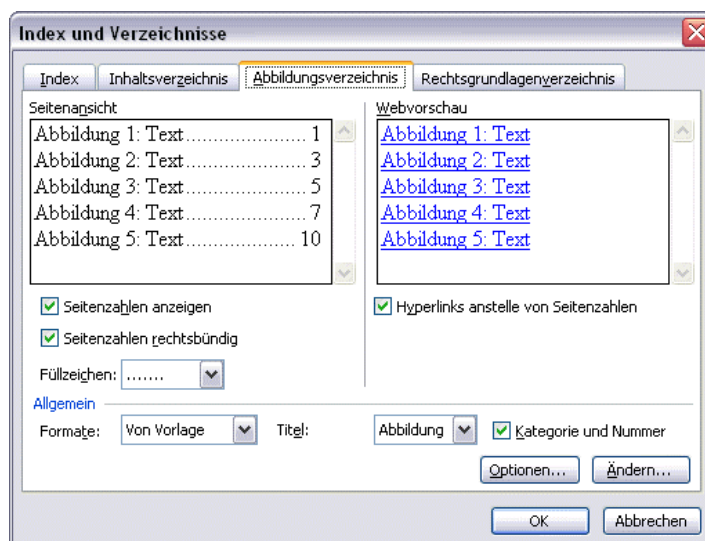 Index und Verzeichnisse
Index Inhaltsverzeichnis Abbildungsverzeichnis Rechtsgrundlagenverzeichnis
Seitenansicht
Abbildung 1: Text..................... 1
Abbildung 2: Text..................... 3
Abbildung 3: Text..................... 5
Abbildung 4: Text..................... 7
Abbildung 5: Text................... 10
Webvorschau
Abbildung 1: Text
Abbildung 2: Text
Abbildung 3: Text
Abbildung 4: Text
Abbildung 5: Text
Seitenzahlen anzeigen
Hyperlinks anstelle von Seitenzahlen
Seitenzahlen rechtsbündig
Füllzeichen: .......
Allgemein
Formate: Von Vorlage Titel: Abbildung Kategorie und Nummer
Optionen... Ändern...
OK Abbrechen